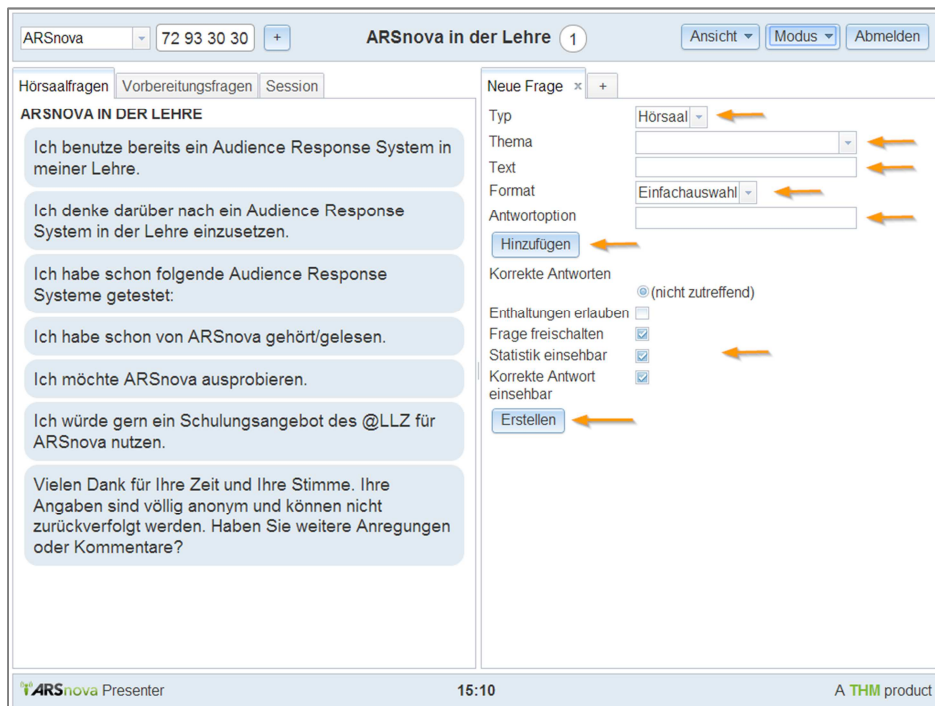 ARSnova
72 93 30 30
+
ARSnova in der Lehre 1
Ansicht
Modus
Abmelden
Hörsaalfragen
Vorbereitungsfragen
Session
ARSNOVA IN DER LEHRE
Ich benutze bereits ein Audience Response System in
meiner Lehre.
Ich denke darüber nach ein Audience Response
System in der Lehre einzusetzen.
Ich habe schon folgende Audience Response
Systeme getestet:
Ich habe schon von ARSnova gehört/gelesen.
Ich möchte ARSnova ausprobieren.
Ich würde gern ein Schulungsangebot des @LLZ für
ARSnova nutzen.
Vielen Dank für Ihre Zeit und Ihre Stimme. Ihre
Angaben sind völlig anonym und können nicht
zurückverfolgt werden. Haben Sie weitere Anregungen
oder Kommentare?
Neue Frage x
+
Typ
Hörsaal
Thema
Text
Format
Einfachauswahl
Antwortoption
Hinzufügen
Korrekte Antworten
(nicht zutreffend)
Enthaltungen erlauben
Frage freischalten
Statistik einsehbar
Korrekte Antwort
einsehbar
Erstellen
ARSnova Presenter
15:10
A THM product